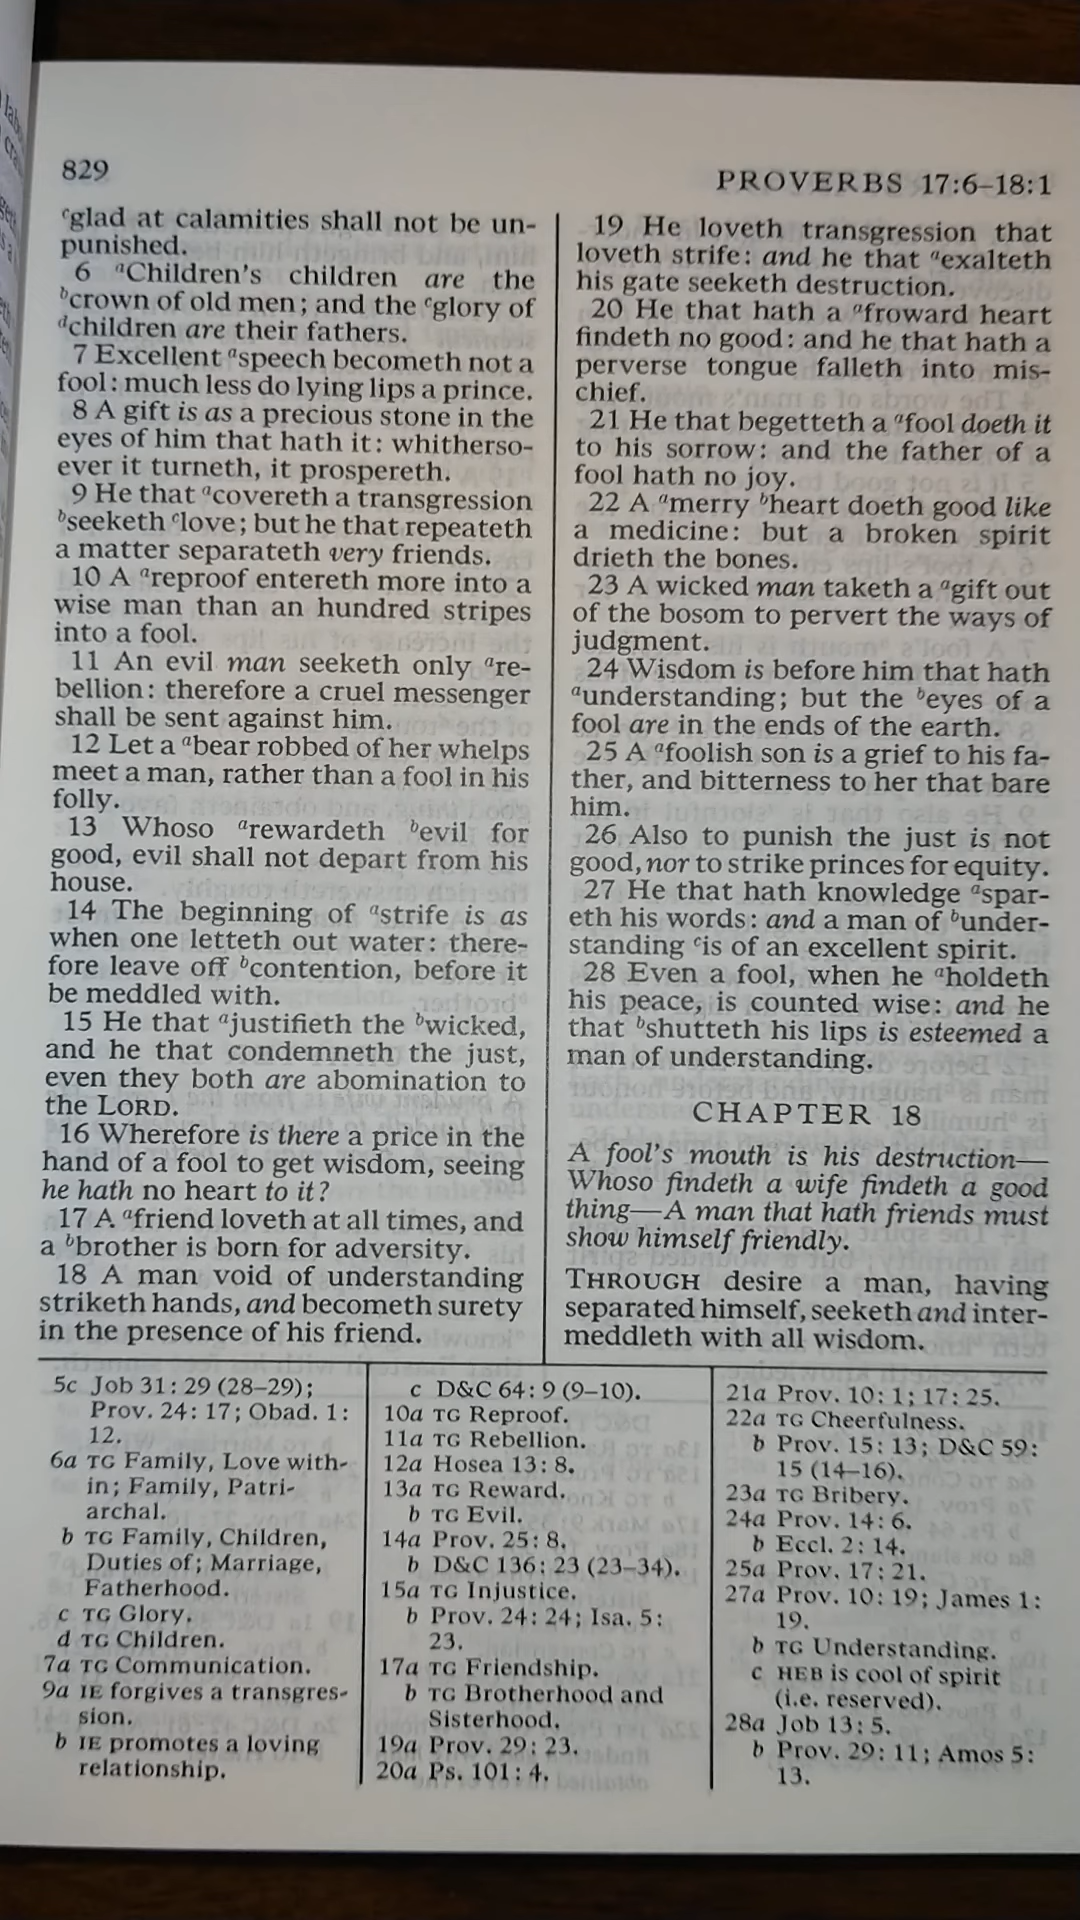 829
PROVERBS 17:6–18:1
cglad at calamities shall not be un-
punished.
6 aChildren's children are the
bcrown of old men; and the cglory of
dchildren are their fathers.
7 Excellent aspeech becometh not a
fool: much less do lying lips a prince.
8 A gift is as a precious stone in the
eyes of him that hath it: whitherso-
ever it turneth, it prospereth.
9 He that acovereth a transgression
bseeketh clove; but he that repeateth
a matter separateth very friends.
10 A areproof entereth more into a
wise man than an hundred stripes
into a fool.
11 An evil man seeketh only are-
bellion: therefore a cruel messenger
shall be sent against him.
12 Let a abear robbed of her whelps
meet a man, rather than a fool in his
folly.
13 Whoso arewardeth bevil for
good, evil shall not depart from his
house.
14 The beginning of astrife is as
when one letteth out water: there-
fore leave off bcontention, before it
be meddled with.
15 He that ajustifieth the bwicked,
and he that condemneth the just,
even they both are abomination to
the LORD.
16 Wherefore is there a price in the
hand of a fool to get wisdom, seeing
he hath no heart to it?
17 A afriend loveth at all times, and
a bbrother is born for adversity.
18 A man void of understanding
striketh hands, and becometh surety
in the presence of his friend.
19 He loveth transgression that
loveth strife: and he that aexalteth
his gate seeketh destruction.
20 He that hath a afroward heart
findeth no good: and he that hath a
perverse tongue falleth into mis-
chief.
21 He that begetteth a afool doeth it
to his sorrow: and the father of a
fool hath no joy.
22 A amerry bheart doeth good like
a medicine: but a broken spirit
drieth the bones.
23 A wicked man taketh a agift out
of the bosom to pervert the ways of
judgment.
24 Wisdom is before him that hath
aunderstanding; but the beyes of a
fool are in the ends of the earth.
25 A afoolish son is a grief to his fa-
ther, and bitterness to her that bare
him.
26 Also to punish the just is not
good, nor to strike princes for equity.
27 He that hath knowledge aspar-
eth his words: and a man of bunder-
standing cis of an excellent spirit.
28 Even a fool, when he aholdeth
his peace, is counted wise: and he
that bshutteth his lips is esteemed a
man of understanding.
CHAPTER 18
A fool's mouth is his destruction—
Whoso findeth a wife findeth a good
thing—A man that hath friends must
show himself friendly.
THROUGH desire a man, having
separated himself, seeketh and inter-
meddleth with all wisdom.
5c Job 31: 29 (28–29);
Prov. 24: 17; Obad. 1:
12.
6a TG Family, Love with-
in; Family, Patri-
archal.
b TG Family, Children,
Duties of; Marriage,
Fatherhood.
c TG Glory.
d TG Children.
7a TG Communication.
9a IE forgives a transgres-
sion.
b IE promotes a loving
relationship.
c D&C 64: 9 (9–10).
10a TG Reproof.
11a TG Rebellion.
12a Hosea 13: 8.
13a TG Reward.
b TG Evil.
14a Prov. 25: 8.
b D&C 136: 23 (23–34).
15a TG Injustice.
b Prov. 24: 24; Isa. 5:
23.
17a TG Friendship.
b TG Brotherhood and
Sisterhood.
19a Prov. 29: 23.
20a Ps. 101: 4.
21a Prov. 10: 1; 17: 25.
22a TG Cheerfulness.
b Prov. 15: 13; D&C 59:
15 (14–16).
23a TG Bribery.
24a Prov. 14: 6.
b Eccl. 2: 14.
25a Prov. 17: 21.
27a Prov. 10: 19; James 1:
19.
b TG Understanding.
c HEB is cool of spirit
(i.e. reserved).
28a Job 13: 5.
b Prov. 29: 11; Amos 5:
13.